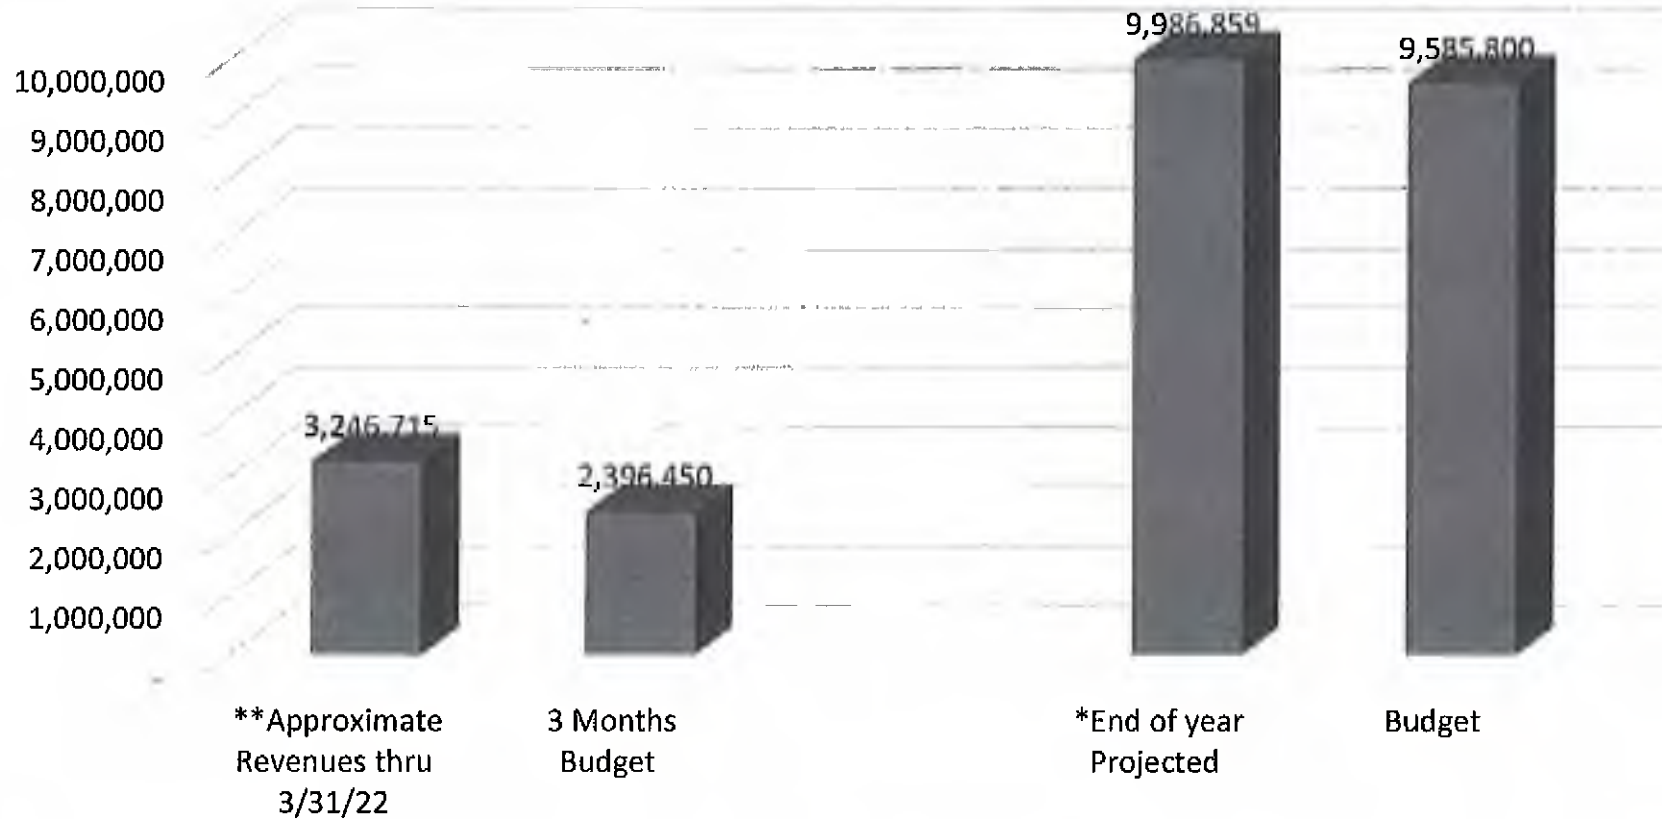 10,000,000
9,000,000
8,000,000
7,000,000
6,000,000
5,000,000
4,000,000
3,000,000
2,000,000
1,000,000
-
3,246,715
2,396,450
9,986,859
9,585,800
**Approximate
Revenues thru
3/31/22
3 Months
Budget
*End of year
Projected
Budget